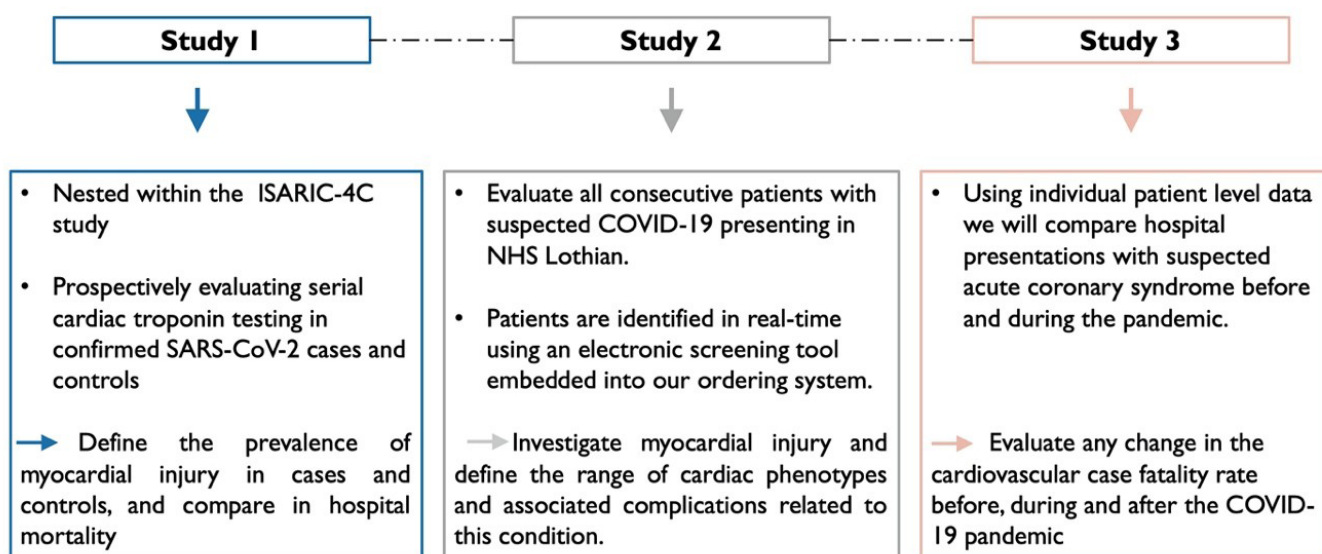 Study 1
Study 2
Study 3
• Nested within the ISARIC-4C
study
• Prospectively evaluating serial
cardiac troponin testing in
confirmed SARS-CoV-2 cases and
controls
Define the prevalence of
myocardial injury in cases and
controls, and compare in hospital
mortality
• Evaluate all consecutive patients with
suspected COVID-19 presenting in
NHS Lothian.
• Patients are identified in real-time
using an electronic screening tool
embedded into our ordering system.
Investigate myocardial injury and
define the range of cardiac phenotypes
and associated complications related to
this condition.
• Using individual patient level data
we will compare hospital
presentations with suspected
acute coronary syndrome before
and during the pandemic.
Evaluate any change in the
cardiovascular case fatality rate
before, during and after the COVID-
19 pandemic